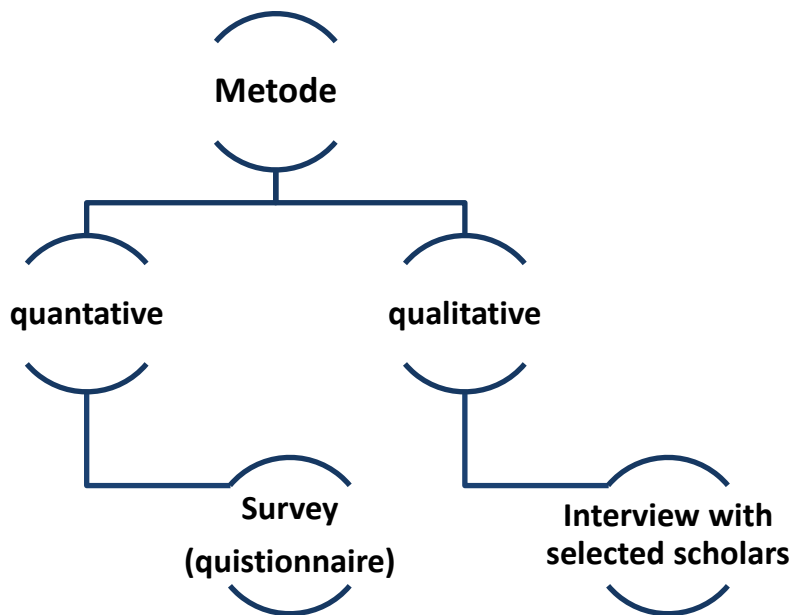 Metode
quantative
qualitative
Survey
(quistionnaire)
Interview with
selected scholars